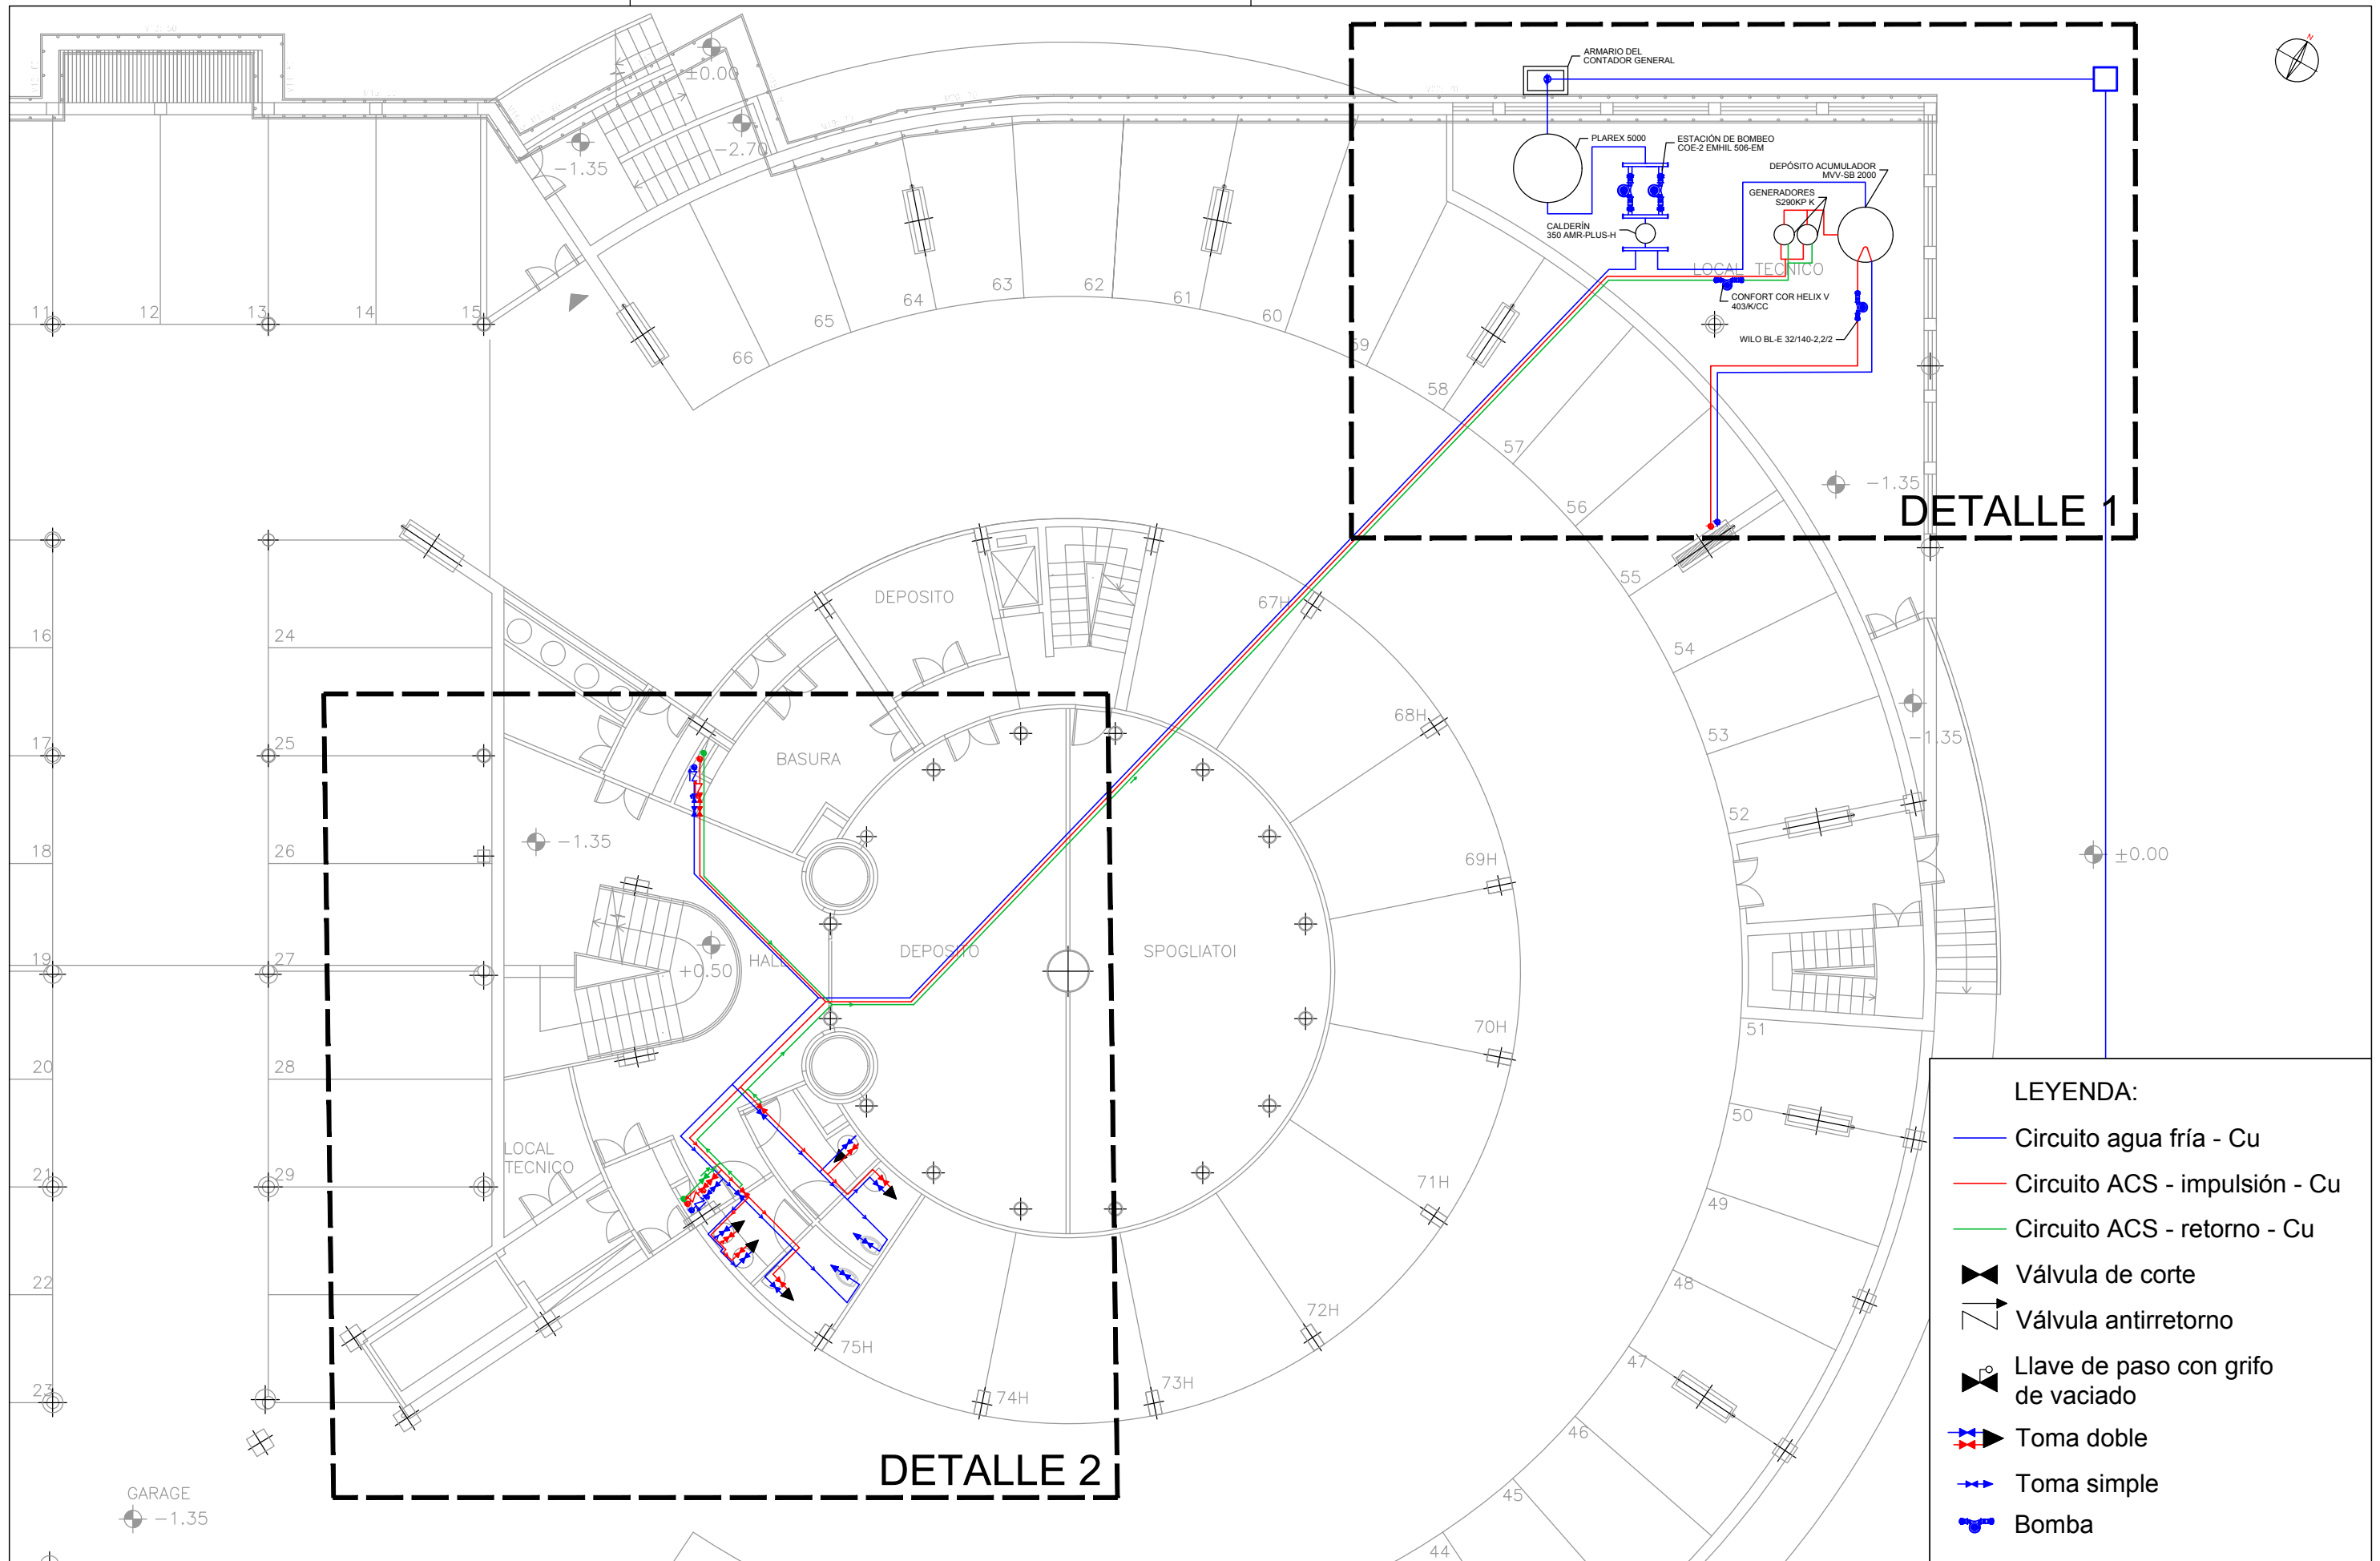 ARMARIO DEL
CONTADOR GENERAL
N
±0.00
-1.35
-2.70
PLAREX 5000
ESTACIÓN DE BOMBEO
COE-2 EMHIL 506-EM
DEPÓSITO ACUMULADOR
MVV-SB 2000
GENERADORES
S290KP K
CALDERÍN
350 AMR-PLUS-H
LOCAL TECNICO
CONFORT COR HELIX V
403/K/CC
WILO BL-E 32/140-2,2/2
11
12
13
14
15
66
65
64
63
62
61
60
59
58
57
56
55
54
53
52
51
50
49
48
47
46
45
44
-1.35
DETALLE 1
-1.35
±0.00
16
17
18
19
20
21
22
23
24
25
26
27
28
29
DEPOSITO
BASURA
-1.35
+0.50
HALL
DEPOSITO
SPOGLIATOI
67H
68H
69H
70H
71H
72H
73H
74H
75H
LOCAL
TECNICO
DETALLE 2
GARAGE
-1.35
LEYENDA:
Circuito agua fría - Cu
Circuito ACS - impulsión - Cu
Circuito ACS - retorno - Cu
Válvula de corte
Válvula antirretorno
Llave de paso con grifo
de vaciado
Toma doble
Toma simple
Bomba